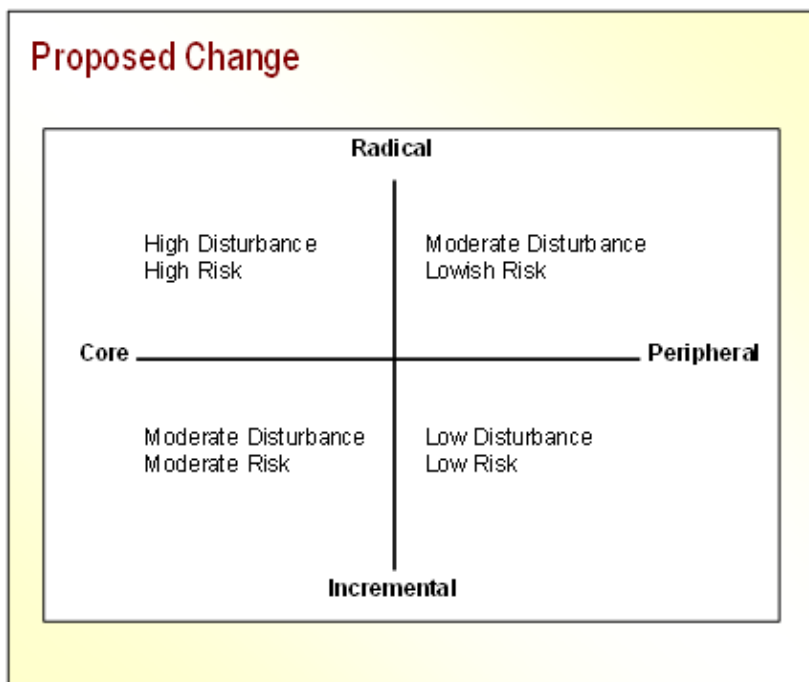 Proposed Change
Radical
High Disturbance
High Risk
Moderate Disturbance
Lowish Risk
Core
Peripheral
Moderate Disturbance
Moderate Risk
Low Disturbance
Low Risk
Incremental